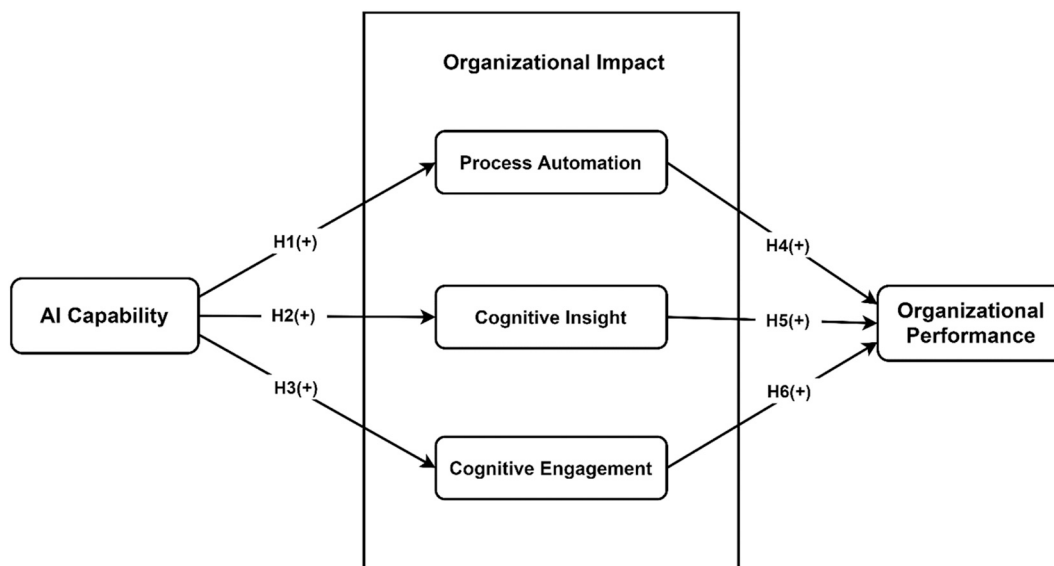 Organizational Impact
Process Automation
H1(+)
H4(+)
AI Capability
H2(+)
Cognitive Insight
H5(+)
Organizational
Performance
H3(+)
H6(+)
Cognitive Engagement